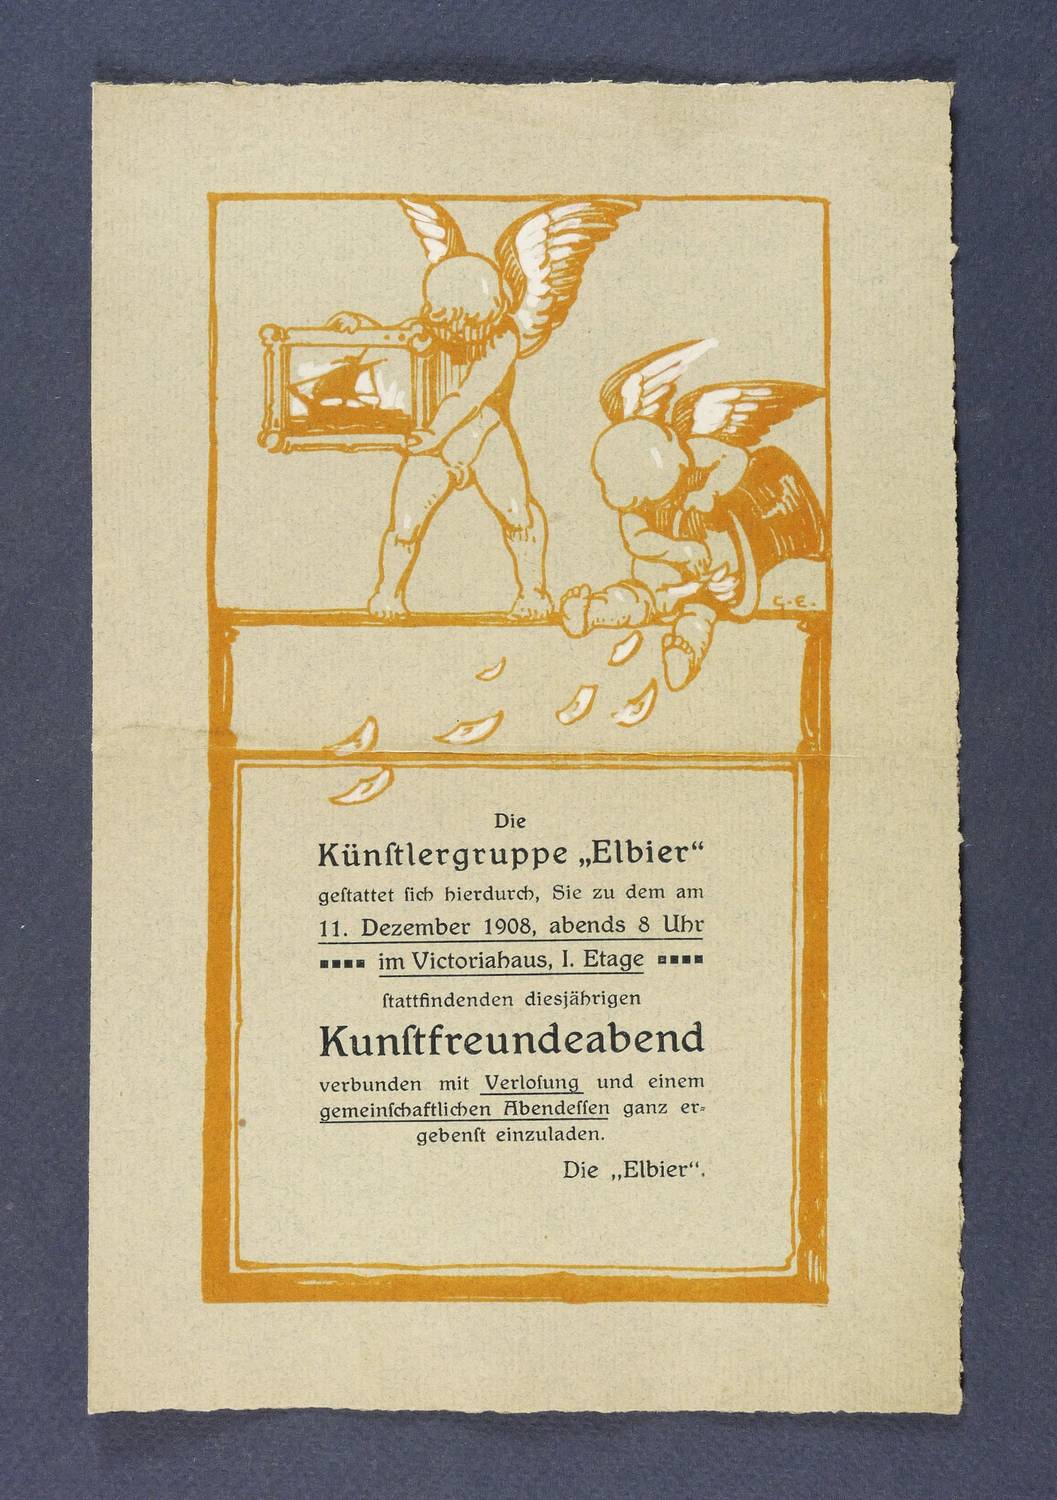 G.E.
Die
Künſtlergruppe „Elbier“
geſtattet ſich hierdurch, Sie zu dem am
11. Dezember 1908, abends 8 Uhr
im Victoriahaus, I. Etage
ſtattfindenden diesjährigen
Kunſtfreundeabend
verbunden mit Verloſung und einem
gemeinſchaftlichen Abendeſſen ganz er⸗
gebenſt einzuladen.
Die „Elbier“.